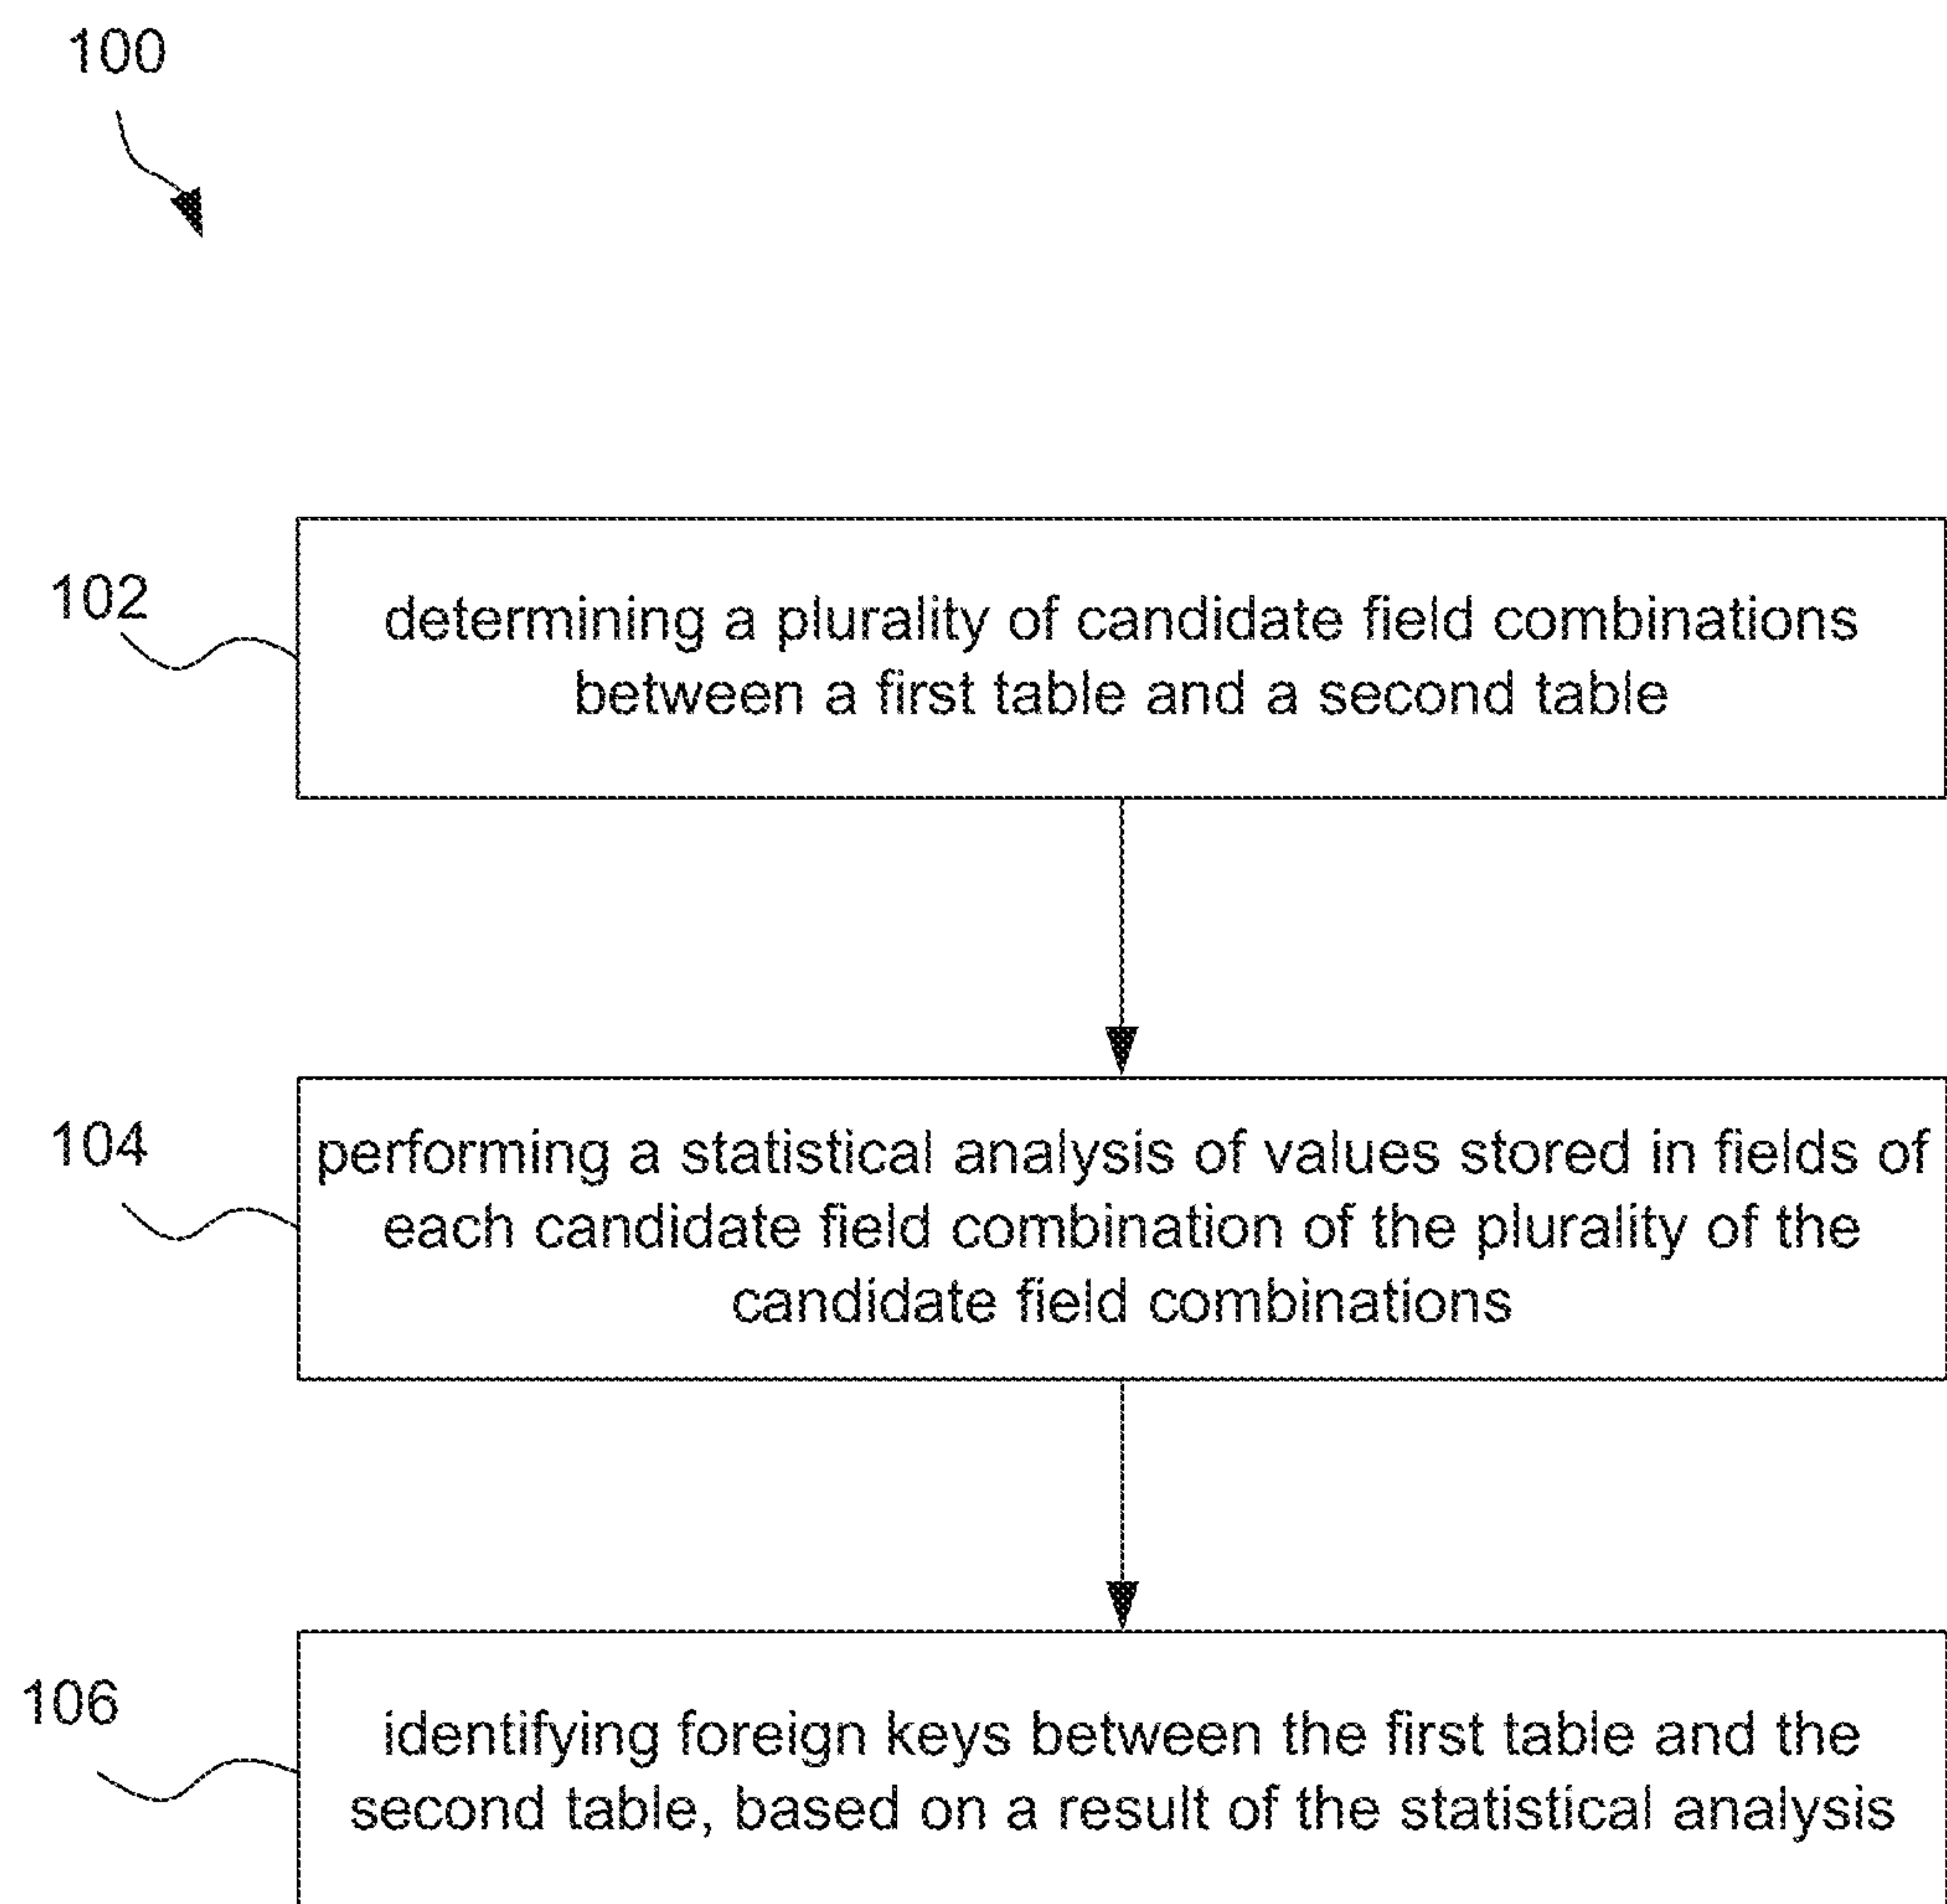 100
102
determining a plurality of candidate field combinations
between a first table and a second table
104
performing a statistical analysis of values stored in fields of
each candidate field combination of the plurality of the
candidate field combinations
106
identifying foreign keys between the first table and the
second table, based on a result of the statistical analysis